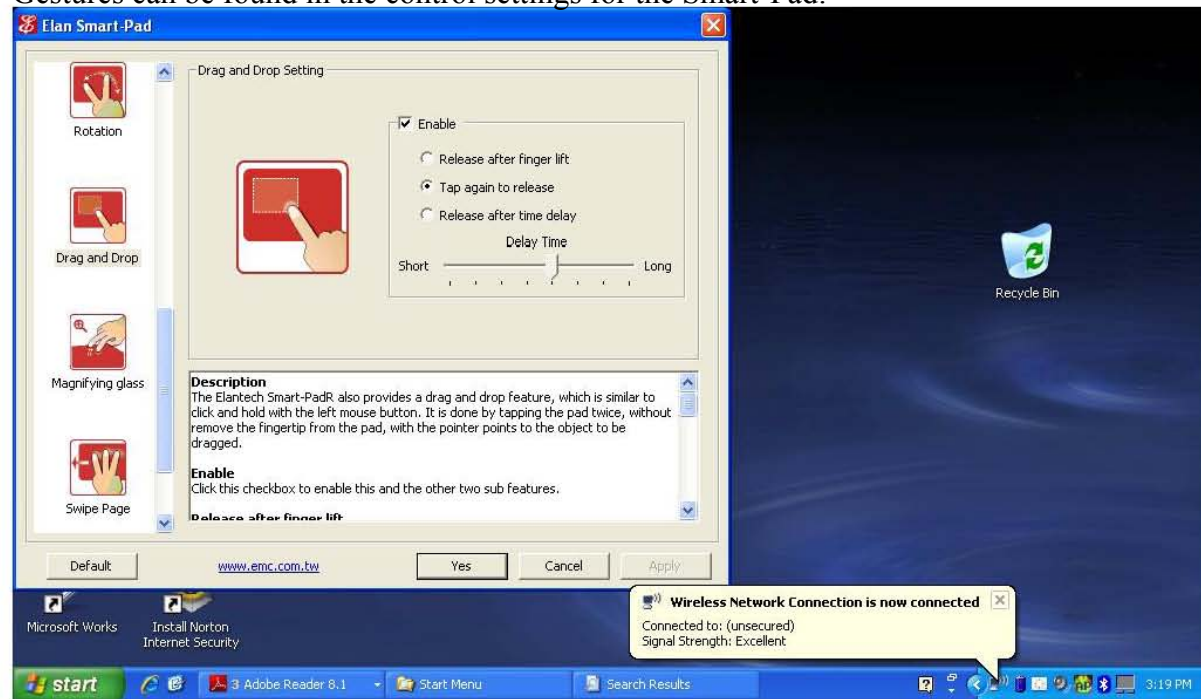 Gestures can be found in the control settings for the Smart-Pad.
Elan Smart-Pad
Rotation
Drag and Drop
Magnifying glass
Swipe Page
Drag and Drop Setting
Enable
Release after finger lift
Tap again to release
Release after time delay
Delay Time
Short Long
Description
The Elantech Smart-PadR also provides a drag and drop feature, which is similar to
click and hold with the left mouse button. It is done by tapping the pad twice, without
remove the fingertip from the pad, with the pointer points to the object to be
dragged.
Enable
Click this checkbox to enable this and the other two sub features.
Release after finger lift
Default
www.emc.com.tw
Yes
Cancel
Apply
Recycle Bin
Microsoft Works
Install Norton
Internet Security
Wireless Network Connection is now connected
Connected to: (unsecured)
Signal Strength: Excellent
start
3 Adobe Reader 8.1
Start Menu
Search Results
3:19 PM